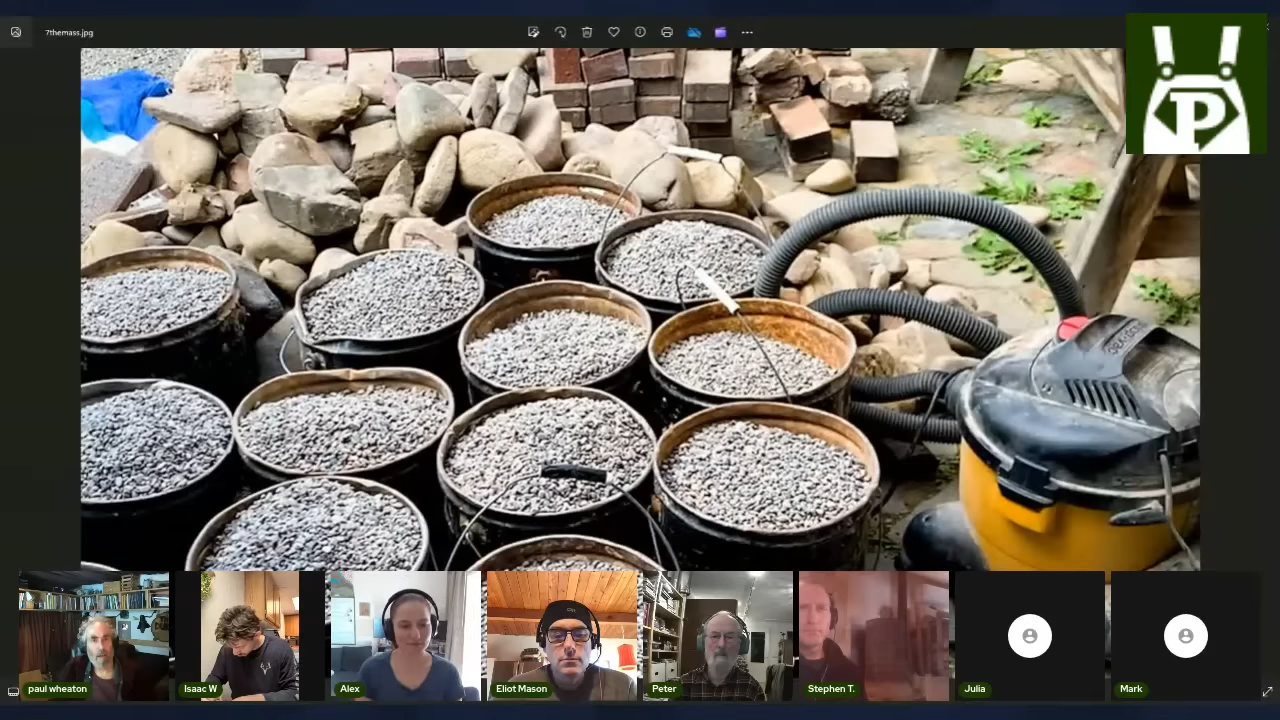 7themass.jpg
P
paul wheaton
Isaac W
Alex
Eliot Mason
Peter
Stephen T.
Julia
Mark